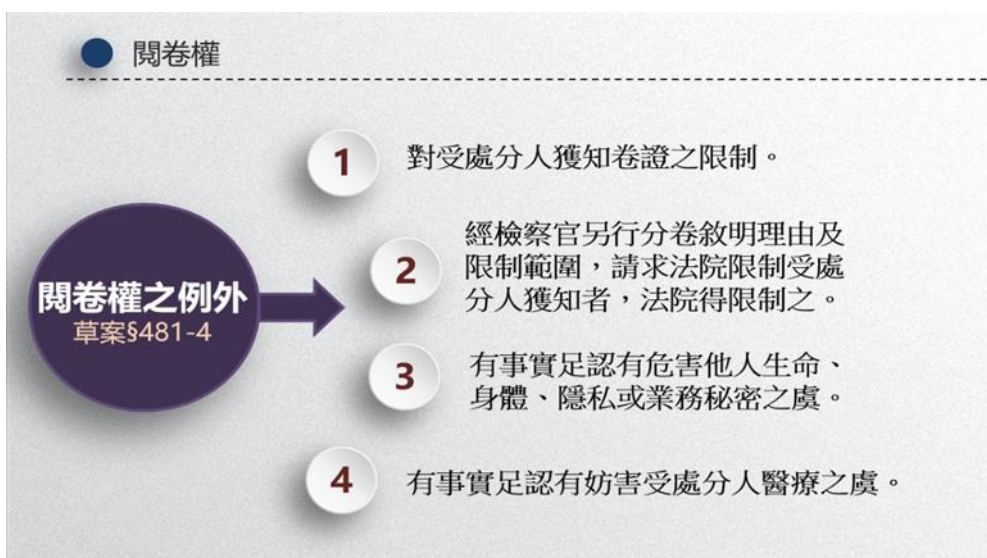 閱卷權
閱卷權之例外
草案§481-4
1
對受處分人獲知卷證之限制。
2
經檢察官另行分卷敘明理由及
限制範圍,請求法院限制受處
分人獲知者,法院得限制之。
3
有事實足認有危害他人生命、
身體、隱私或業務秘密之虞。
4
有事實足認有妨害受處分人醫療之虞。